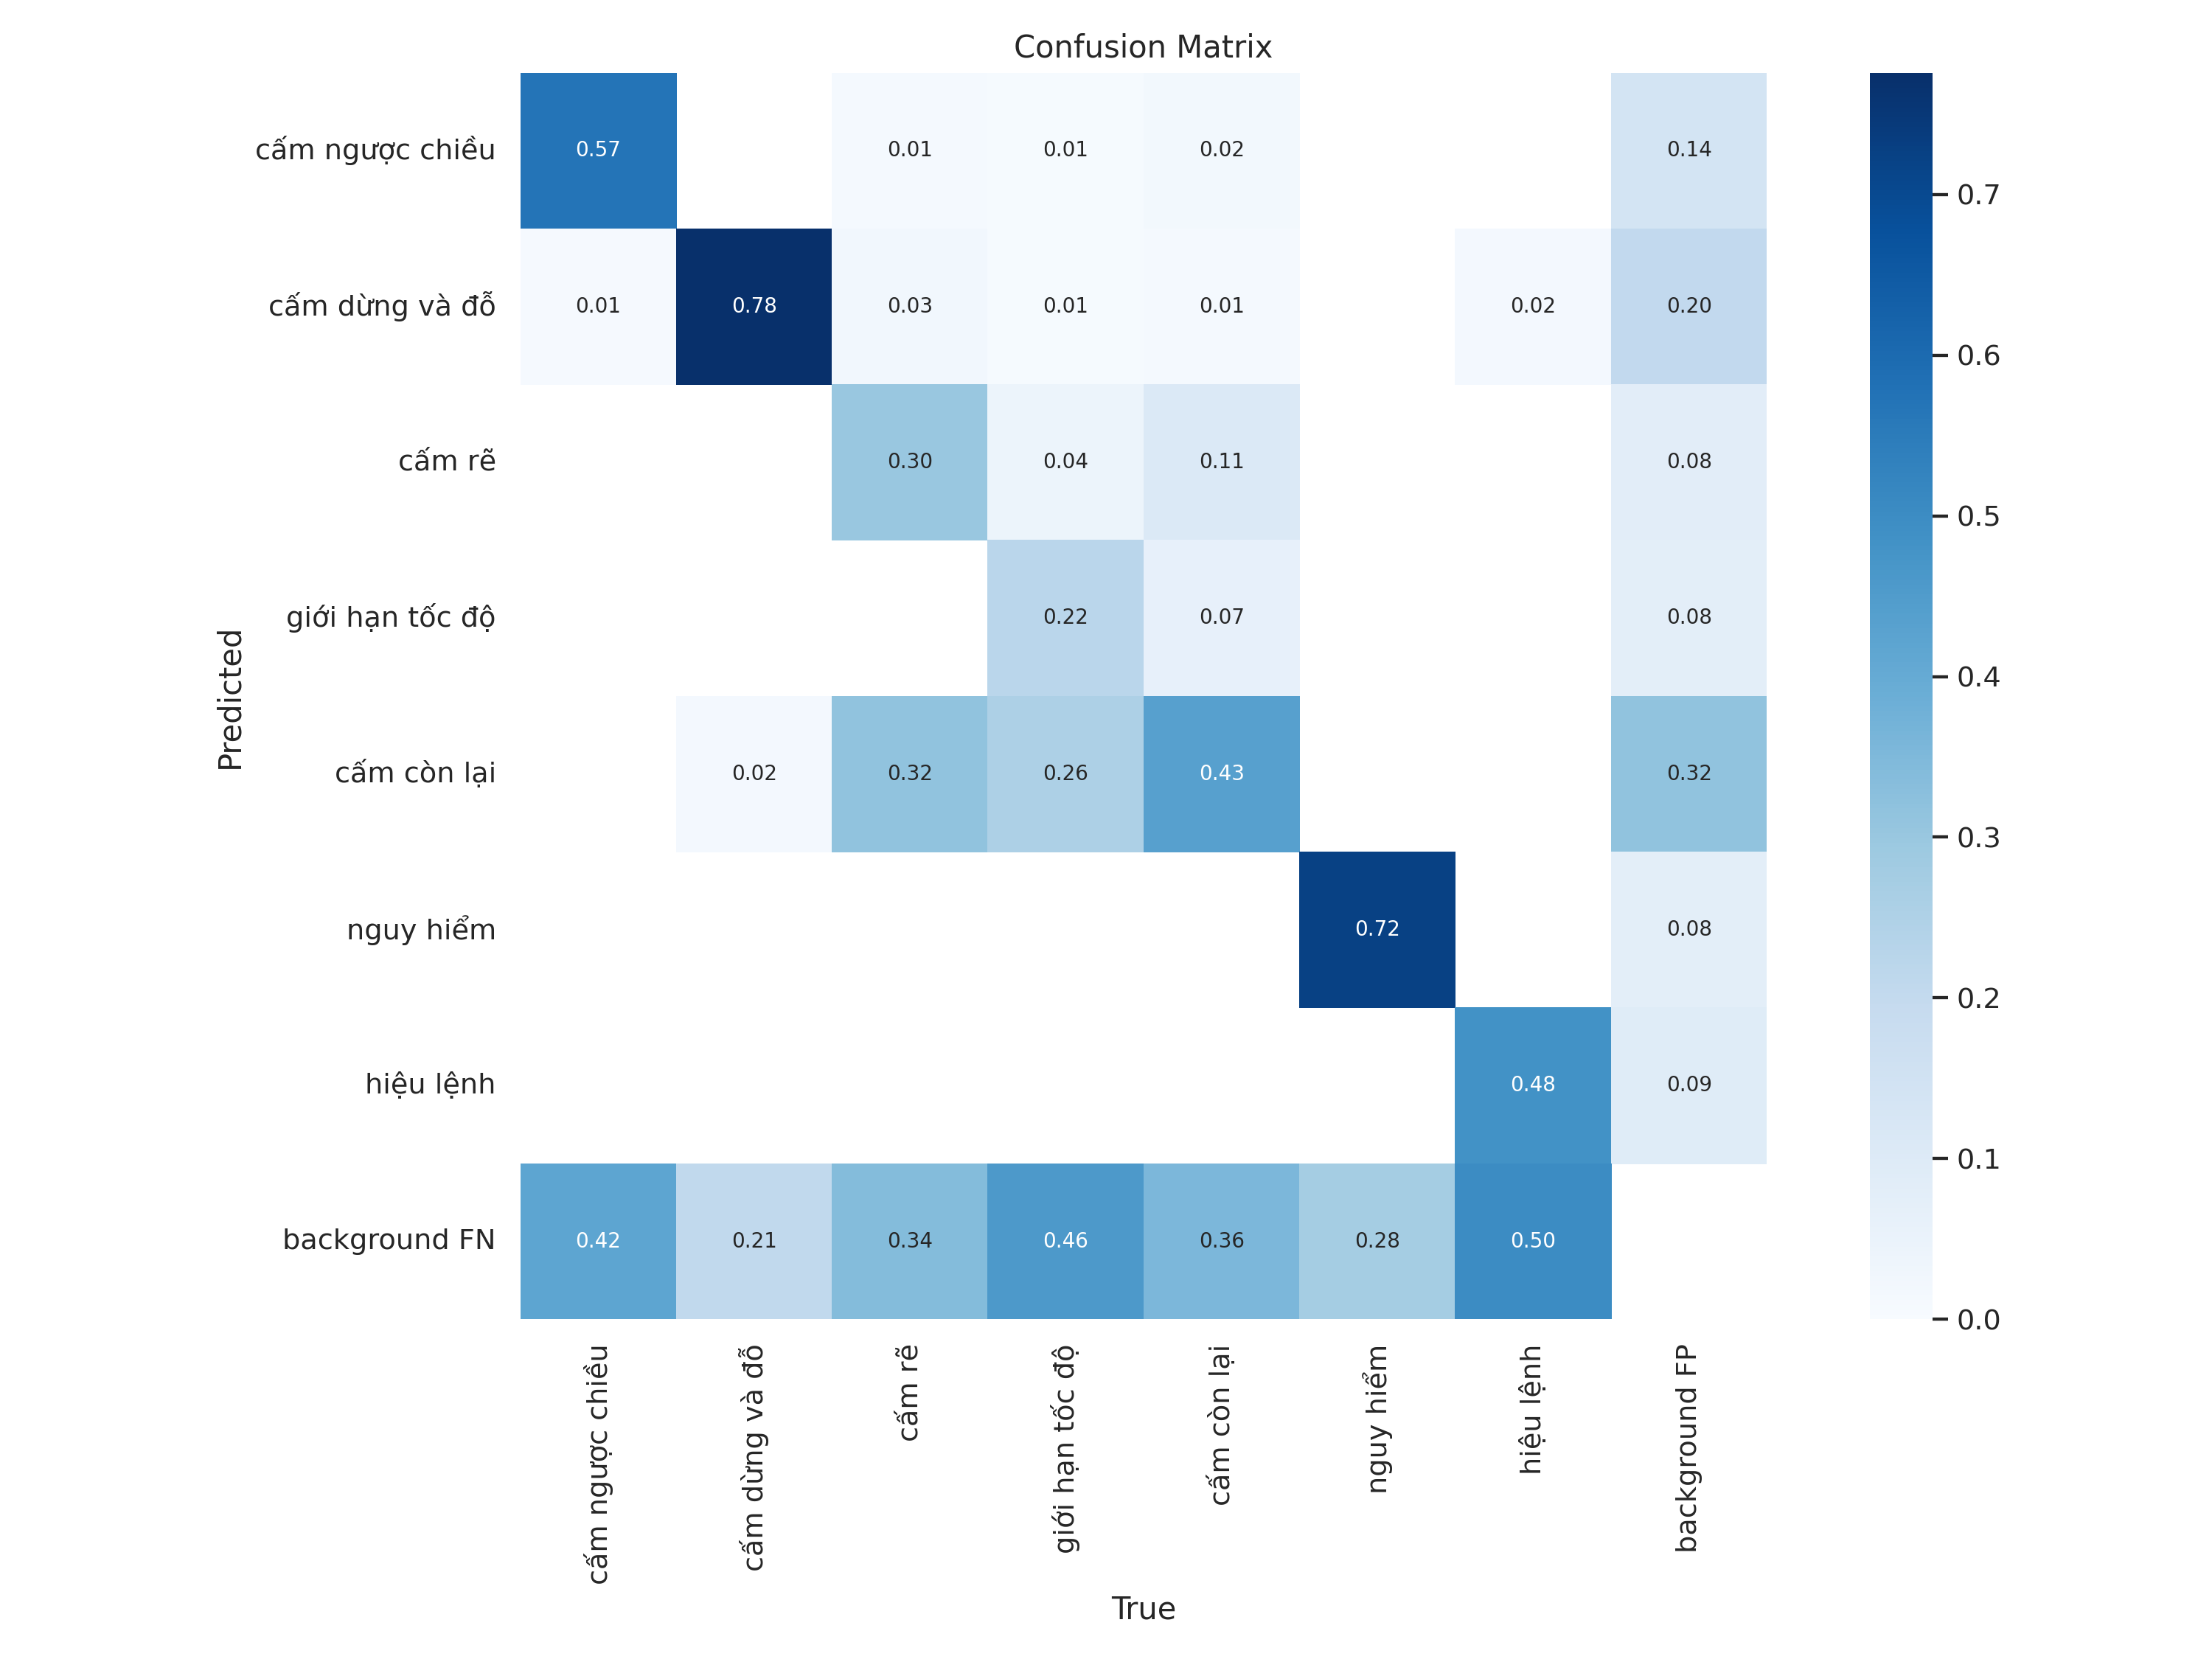 Confusion Matrix
cấm ngược chiều 0.57 0.01 0.01 0.02 0.14
0.7
cấm dừng và đỗ 0.01 0.78 0.03 0.01 0.01 0.02 0.20
0.6
cấm rẽ 0.30 0.04 0.11 0.08
0.5
giới hạn tốc độ 0.22 0.07 0.08
0.4
Predicted
cấm còn lại 0.02 0.32 0.26 0.43 0.32
0.3
nguy hiểm 0.72 0.08
0.2
hiệu lệnh 0.48 0.09
0.1
background FN 0.42 0.21 0.34 0.46 0.36 0.28 0.50
0.0
cấm ngược chiều
cấm dừng và đỗ
cấm rẽ
giới hạn tốc độ
cấm còn lại
nguy hiểm
hiệu lệnh
background FP
True